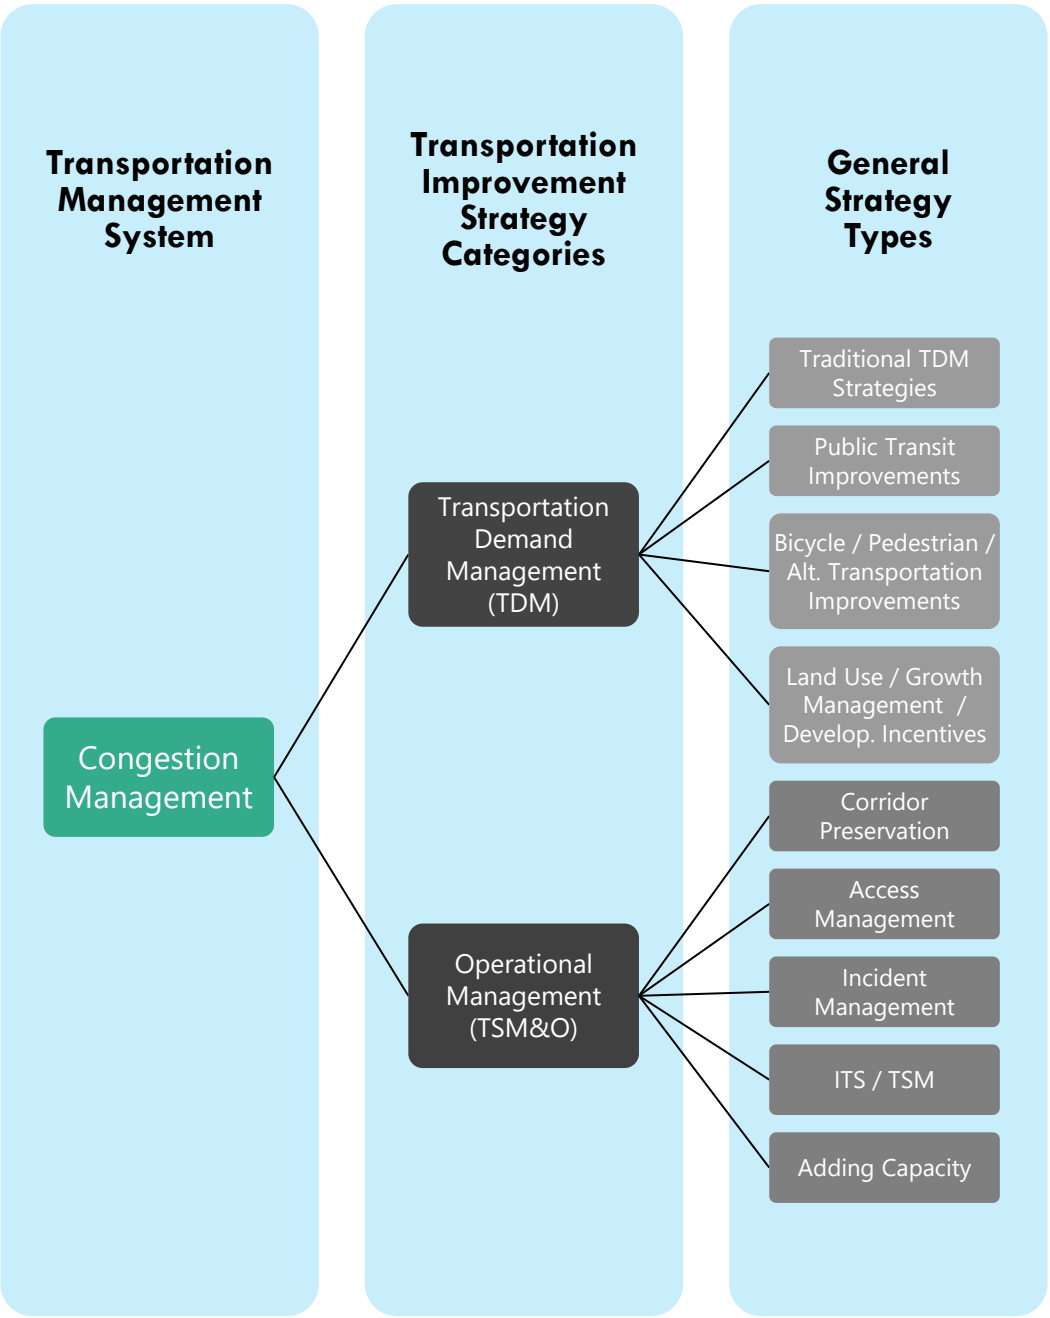 Transportation
Management
System
Transportation
Improvement
Strategy
Categories
General
Strategy
Types
Congestion
Management
Transportation
Demand
Management
(TDM)
Operational
Management
(TSM&O)
Traditional TDM
Strategies
Public Transit
Improvements
Bicycle / Pedestrian /
Alt. Transportation
Improvements
Land Use / Growth
Management  /
Develop. Incentives
Corridor
Preservation
Access
Management
Incident
Management
ITS / TSM
Adding Capacity